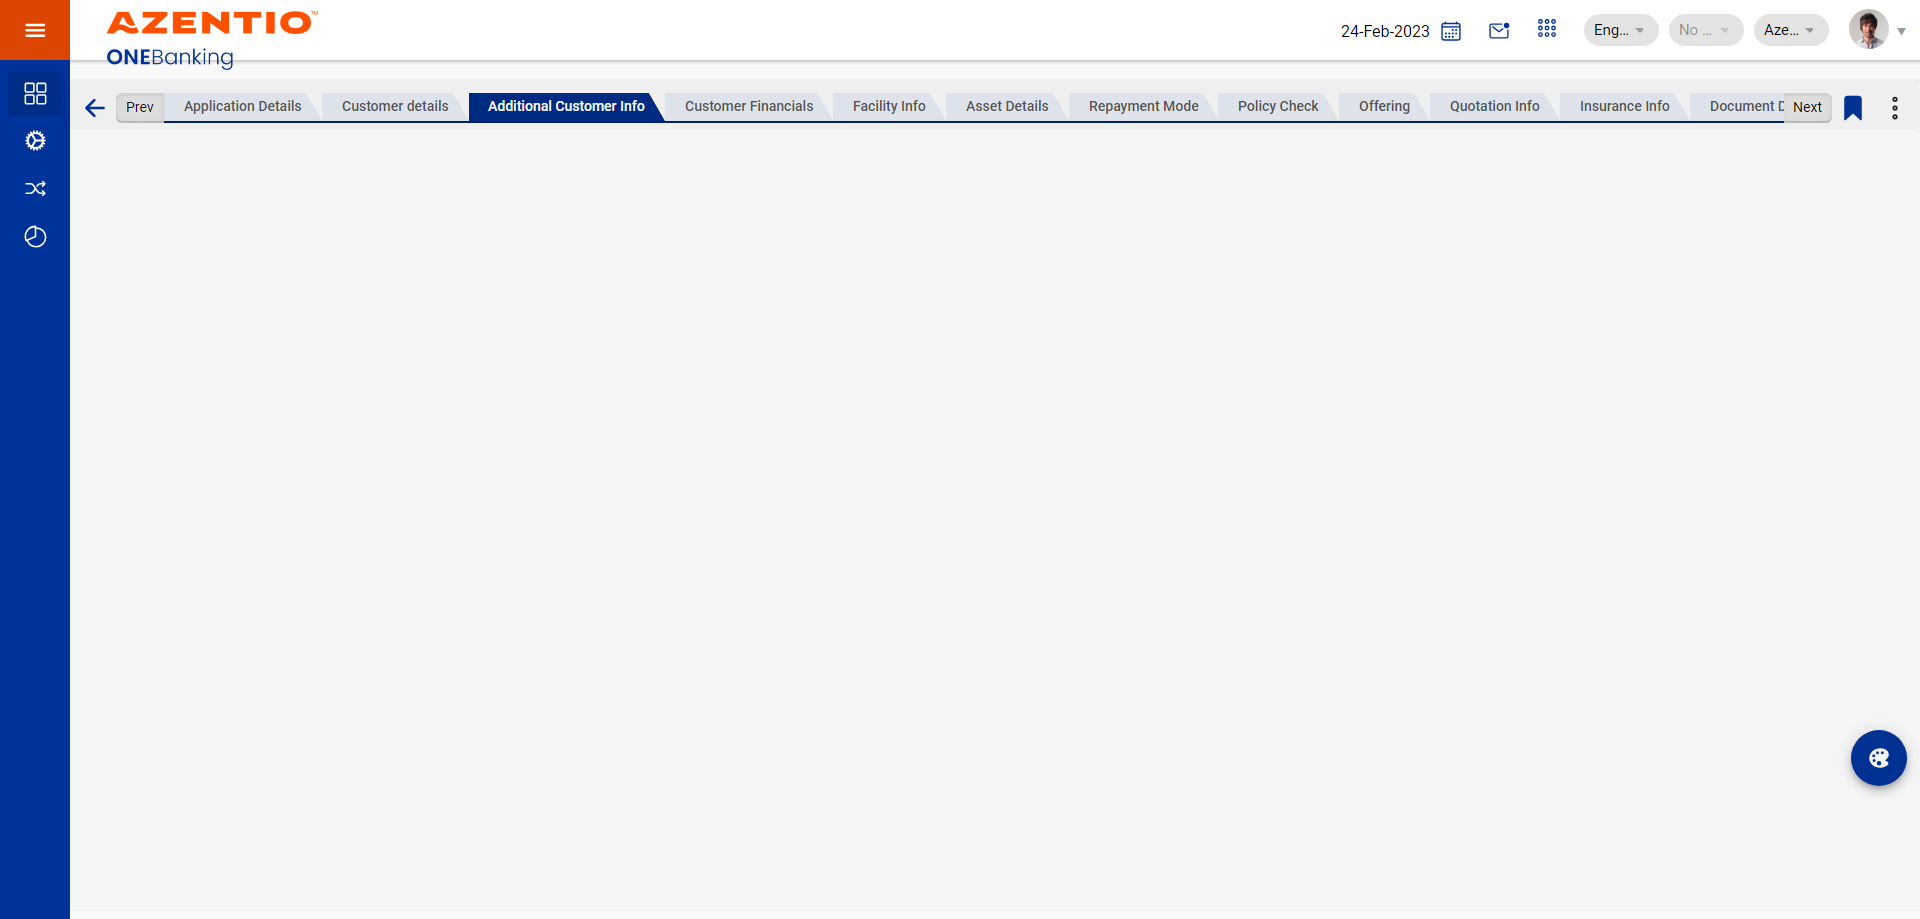 AZENTIO™
ONEBanking
24-Feb-2023
Eng...
No ...
Aze...
Prev
Application Details
Customer details
Additional Customer Info
Customer Financials
Facility Info
Asset Details
Repayment Mode
Policy Check
Offering
Quotation Info
Insurance Info
Document D
Next